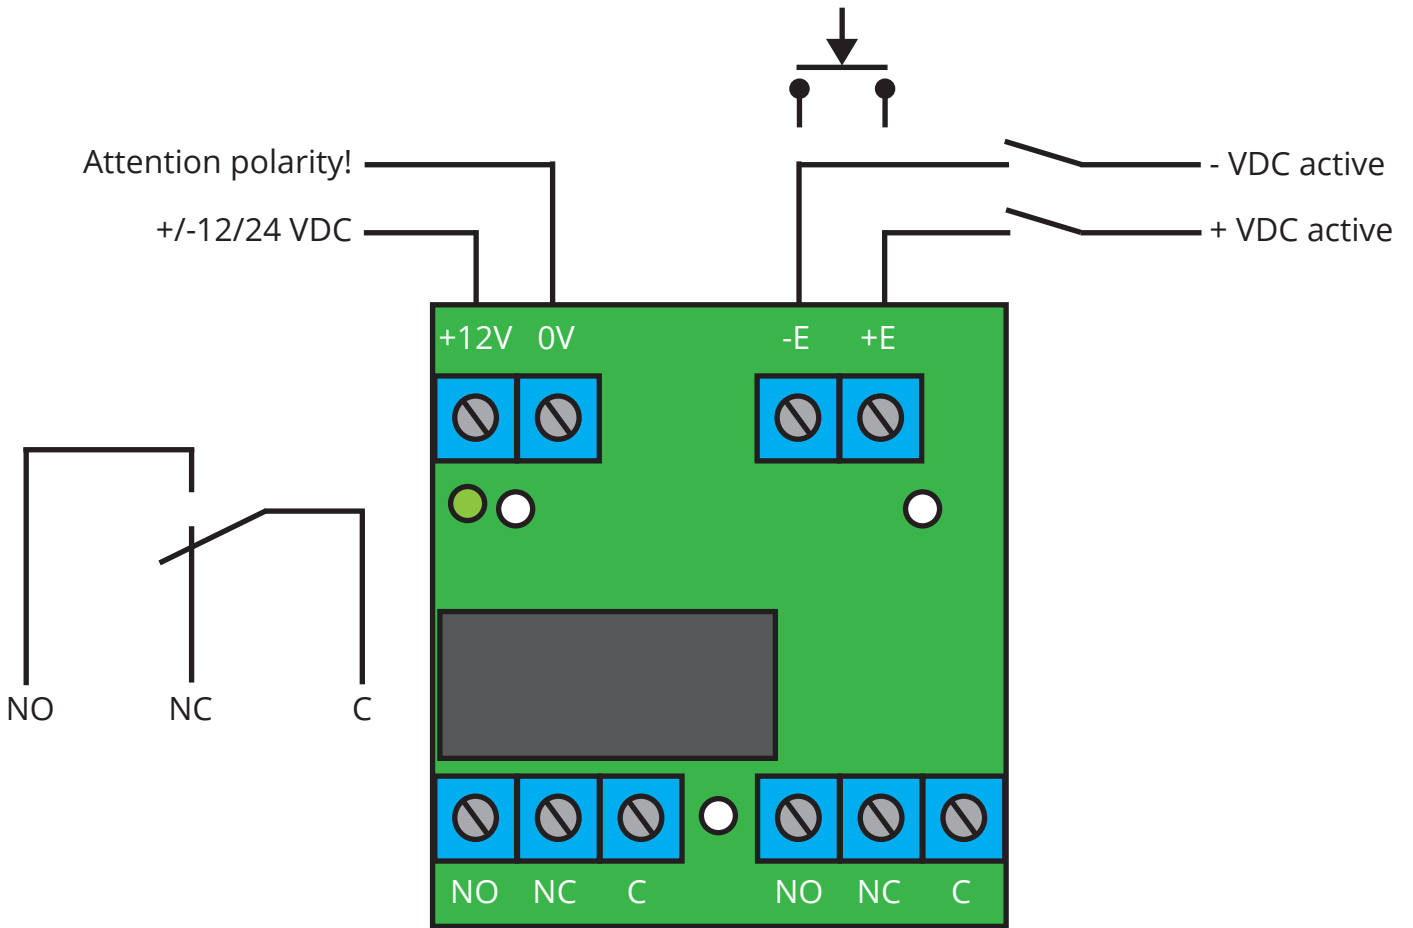 Attention polarity!
- VDC active
+/-12/24 VDC
+ VDC active
+12V 0V -E +E
NO NC C
NO NC C NO NC C